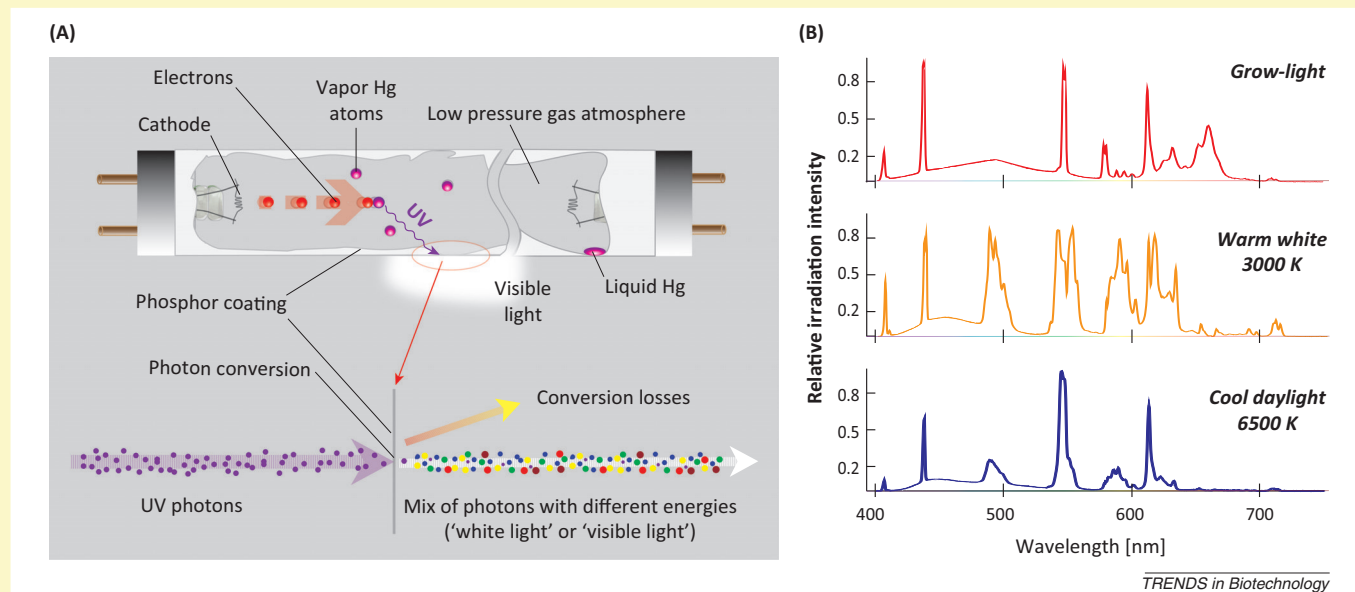 (A)
Electrons
Vapor Hg
atoms
Low pressure gas atmosphere
Cathode
UV
Liquid Hg
Visible
light
Phosphor coating
Photon conversion
Conversion losses
UV photons
Mix of photons with different energies
(‘white light’ or ‘visible light’)
(B)
Relative irradiation intensity
Grow-light
0.8
0.5
0.2
Warm white
3000 K
0.8
0.5
0.2
Cool daylight
6500 K
0.8
0.5
0.2
400 500 600 700
Wavelength [nm]
TRENDS in Biotechnology